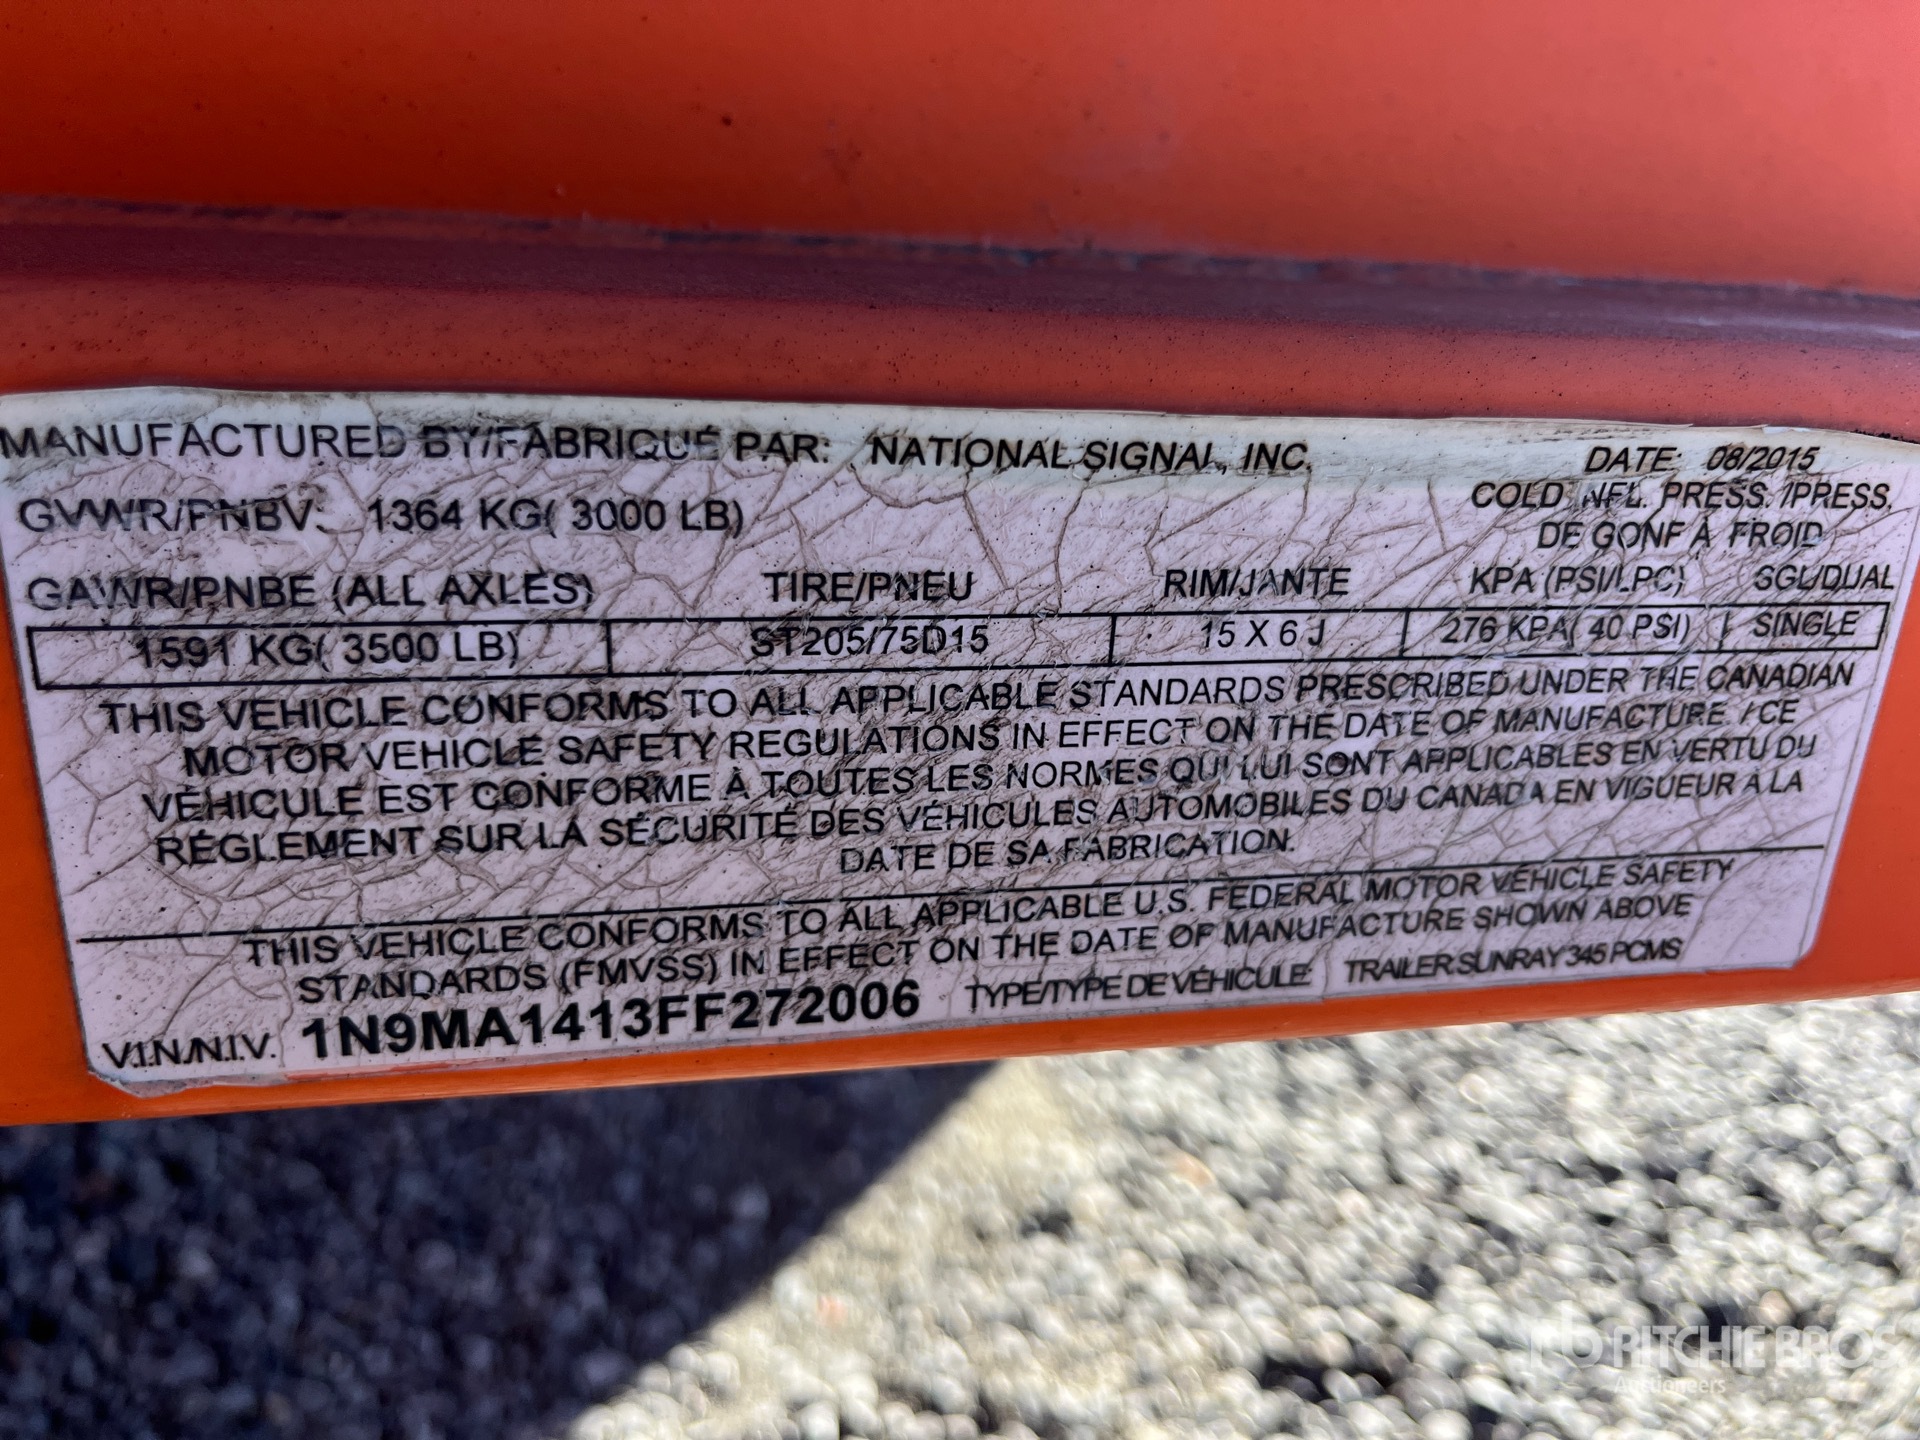 MANUFACTURED BY/FABRIQUÉ PAR: NATIONAL SIGNAL, INC. DATE: 08/2015
GVWR/PNBV: 1364 KG( 3000 LB) COLD INFL. PRESS. /PRESS.
DE GONF À FROID
GAWR/PNBE (ALL AXLES) TIRE/PNEU RIM/JANTE KPA (PSI/LPC) SGL/DUAL
1591 KG( 3500 LB) ST205/75D15 15 X 6 J 276 KPA( 40 PSI) SINGLE
THIS VEHICLE CONFORMS TO ALL APPLICABLE STANDARDS PRESCRIBED UNDER THE CANADIAN
MOTOR VEHICLE SAFETY REGULATIONS IN EFFECT ON THE DATE OF MANUFACTURE. / CE
VÉHICULE EST CONFORME À TOUTES LES NORMES QUI LUI SONT APPLICABLES EN VERTU DU
RÉGLEMENT SUR LA SÉCURITÉ DES VÉHICULES AUTOMOBILES DU CANADA EN VIGUEUR À LA
DATE DE SA FABRICATION.
THIS VEHICLE CONFORMS TO ALL APPLICABLE U.S. FEDERAL MOTOR VEHICLE SAFETY
STANDARDS (FMVSS) IN EFFECT ON THE DATE OF MANUFACTURE SHOWN ABOVE
V.I.N./N.I.V. 1N9MA1413FF272006 TYPE/TYPE DE VÉHICULE: TRAILER SUNRAY 345 PCMS
rb RITCHIE BROS
Auctioneers